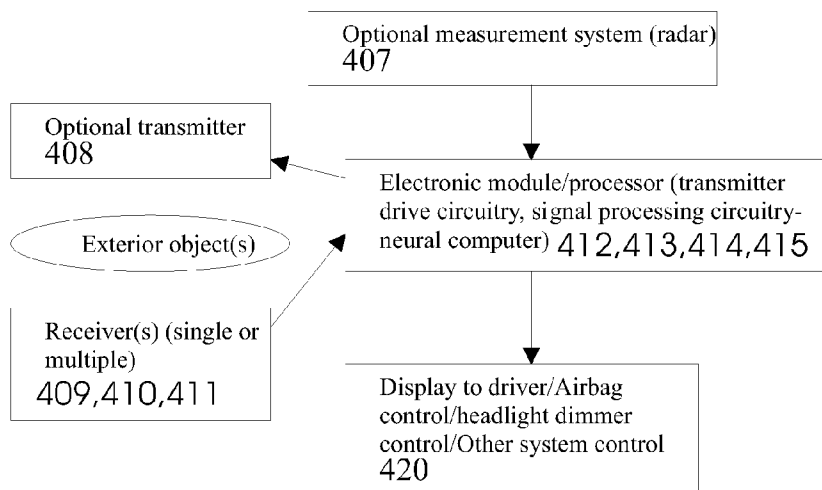 Optional measurement system (radar)
407
Optional transmitter
408
Electronic module/processor (transmitter
drive circuitry, signal processing circuitry-
neural computer) 412,413,414,415
Exterior object(s)
Receiver(s) (single or
multiple)
409,410,411
Display to driver/Airbag
control/headlight dimmer
control/Other system control
420